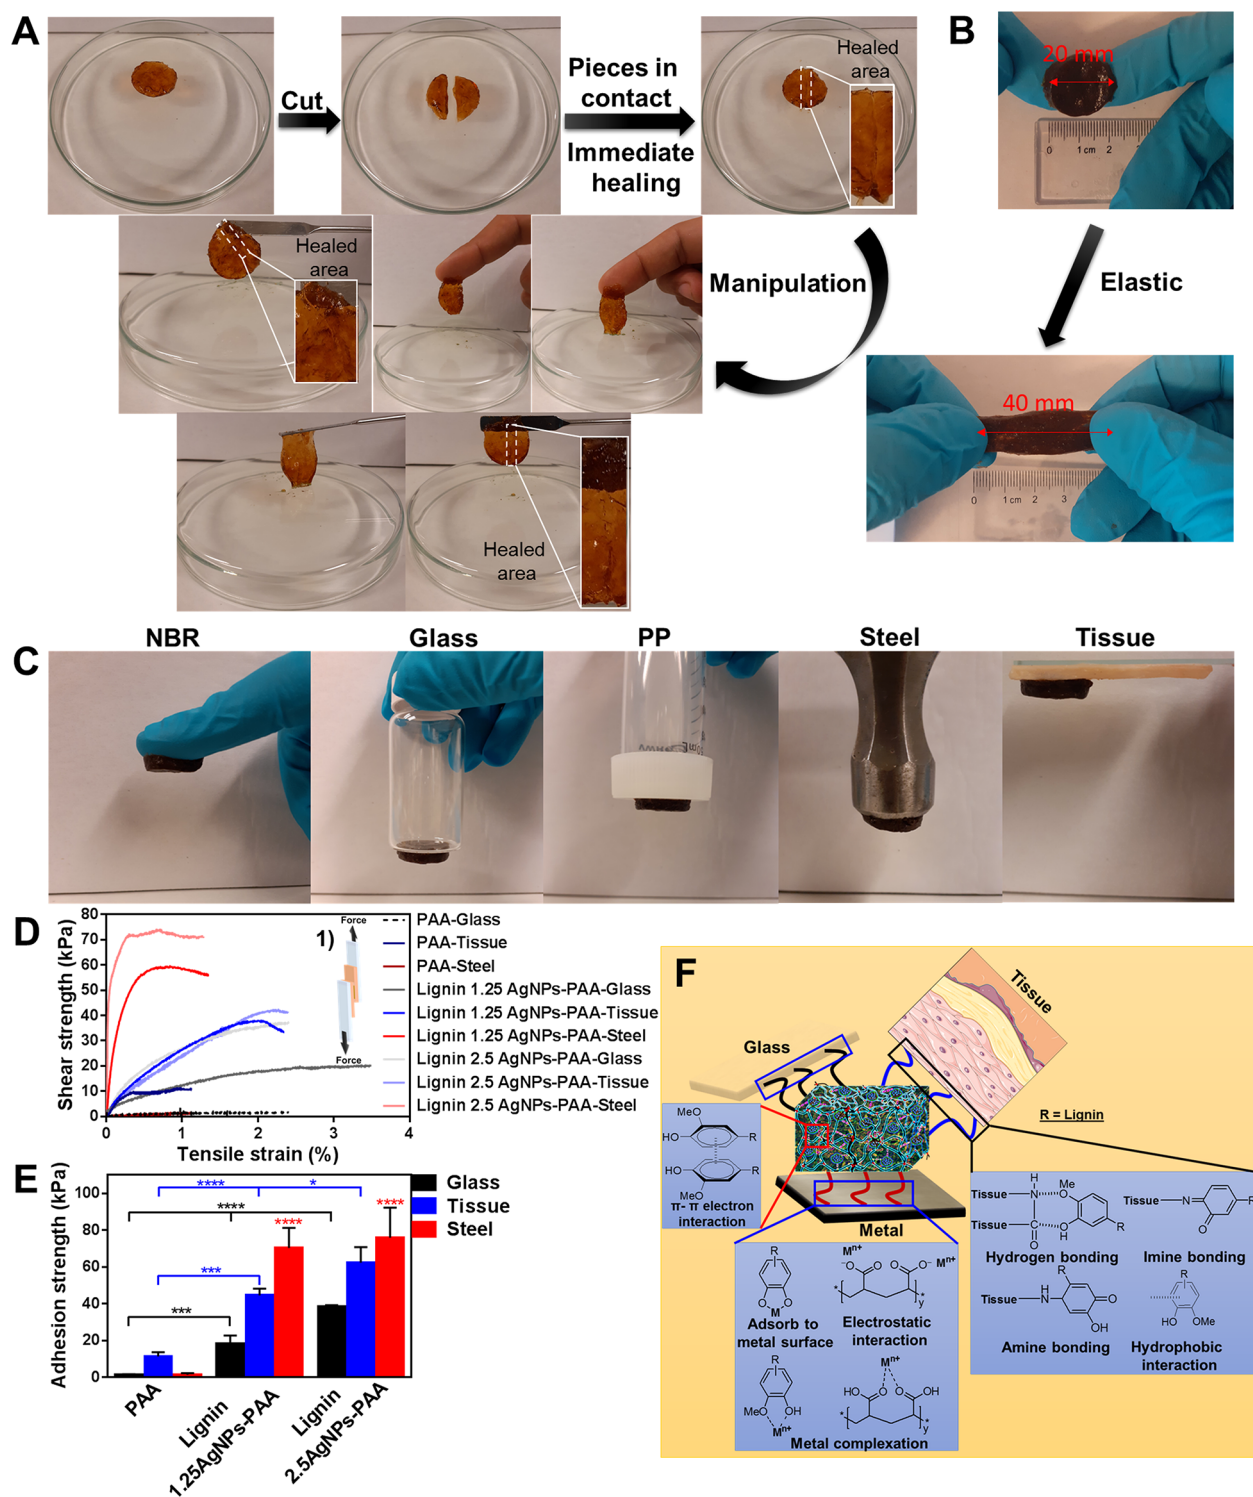 A
Cut
Pieces in
contact
Immediate
healing
Healed
area
B
20 mm
0 1 cm 2
Healed
area
Manipulation
Elastic
40 mm
0 1 cm 2 3
Healed
area
C
NBR
Glass
PP
Steel
Tissue
D
Shear strength (kPa)
80
70
60
50
40
30
20
10
0
0 1 2 3 4
Tensile strain (%)
1)
Force
Force
PAA-Glass
PAA-Tissue
PAA-Steel
Lignin 1.25 AgNPs-PAA-Glass
Lignin 1.25 AgNPs-PAA-Tissue
Lignin 1.25 AgNPs-PAA-Steel
Lignin 2.5 AgNPs-PAA-Glass
Lignin 2.5 AgNPs-PAA-Tissue
Lignin 2.5 AgNPs-PAA-Steel
E
Adhesion strength (kPa)
100
80
60
40
20
0
**** *
****
**** ****
***
***
Glass
Tissue
Steel
PAA
Lignin
1.25AgNPs-PAA
Lignin
2.5AgNPs-PAA
F
Glass
Tissue
R = Lignin
MeO
HO
R
HO
R
MeO
π- π electron
interaction
Metal
R
O O
M
Adsorb to
metal surface
Mn+
⁻O O
O O⁻ Mn+
* *
y
Electrostatic
interaction
R
MeO OH
Mn+
Mn+
HO O O OH
* *
y
Metal complexation
Tissue N H OMe
Tissue C OH R
O
Hydrogen bonding
Tissue N
O
R
Imine bonding
Tissue NH
R
O
OH
Amine bonding
R
HO OMe
Hydrophobic
interaction